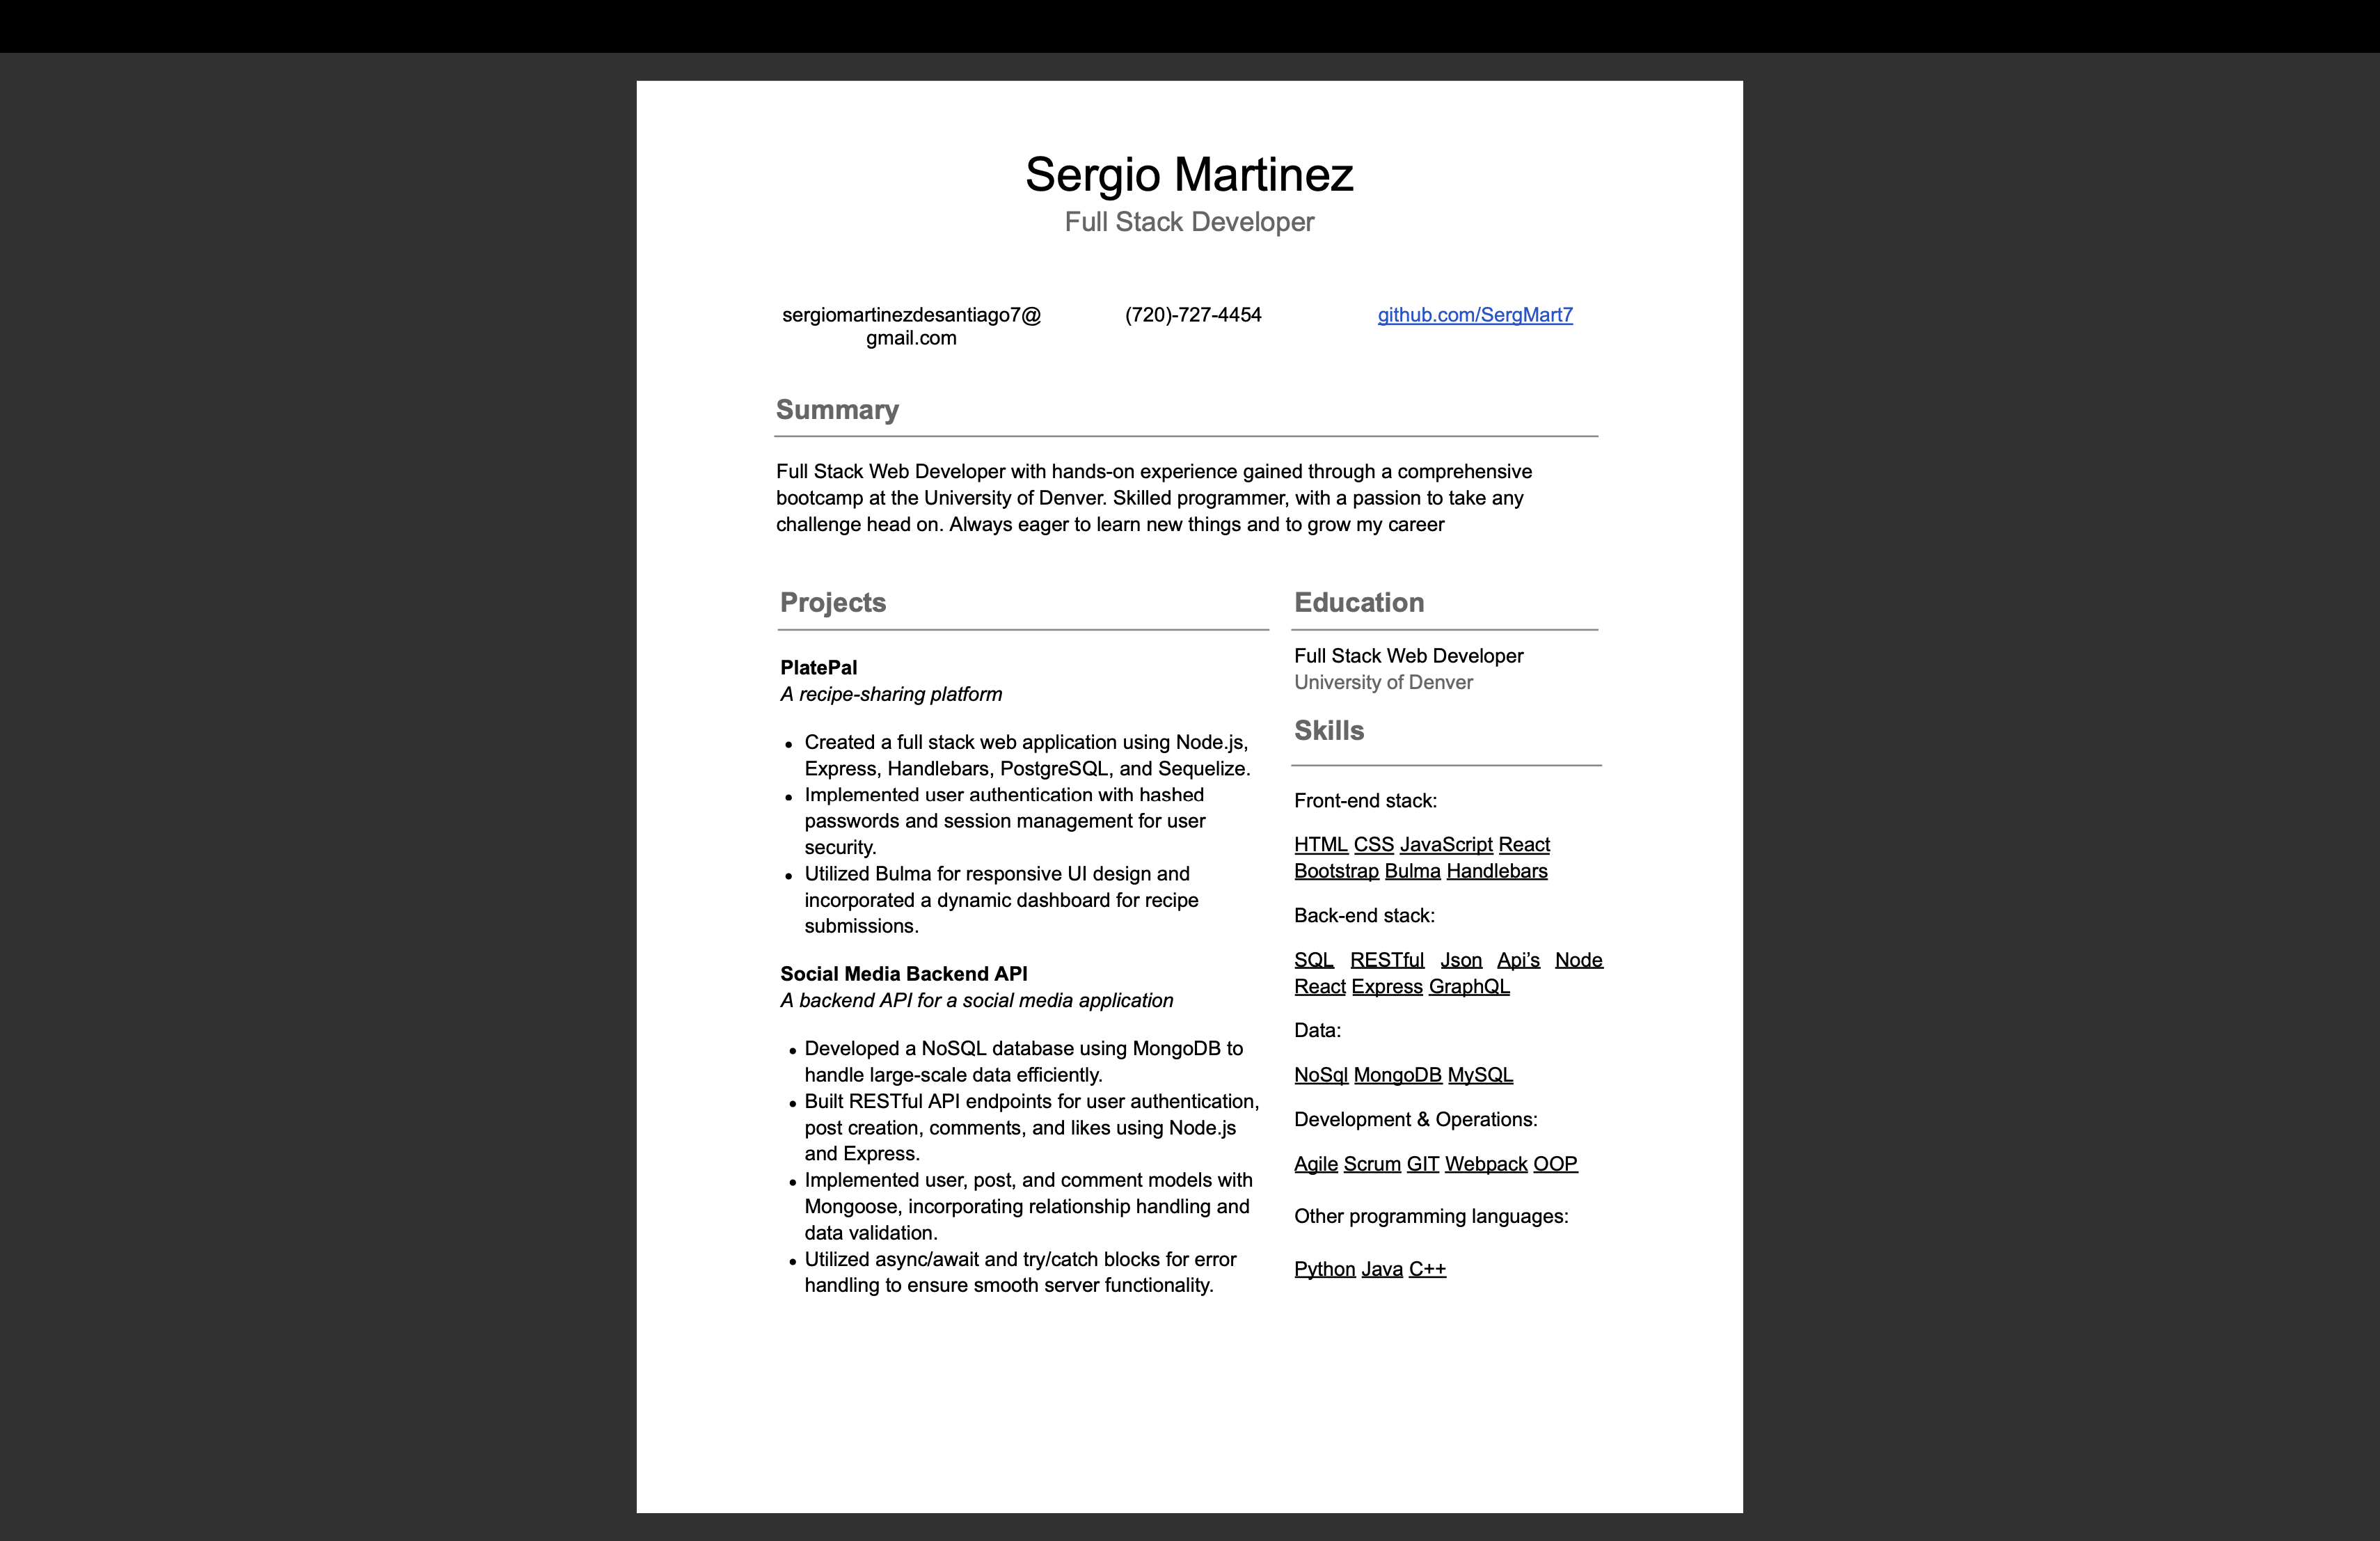 Sergio Martinez
Full Stack Developer
sergiomartinezdesantiago7@
gmail.com
(720)-727-4454
github.com/SergMart7
Summary
Full Stack Web Developer with hands-on experience gained through a comprehensive
bootcamp at the University of Denver. Skilled programmer, with a passion to take any
challenge head on. Always eager to learn new things and to grow my career
Projects
PlatePal
A recipe-sharing platform
• Created a full stack web application using Node.js,
Express, Handlebars, PostgreSQL, and Sequelize.
• Implemented user authentication with hashed
passwords and session management for user
security.
• Utilized Bulma for responsive UI design and
incorporated a dynamic dashboard for recipe
submissions.
Social Media Backend API
A backend API for a social media application
• Developed a NoSQL database using MongoDB to
handle large-scale data efficiently.
• Built RESTful API endpoints for user authentication,
post creation, comments, and likes using Node.js
and Express.
• Implemented user, post, and comment models with
Mongoose, incorporating relationship handling and
data validation.
• Utilized async/await and try/catch blocks for error
handling to ensure smooth server functionality.
Education
Full Stack Web Developer
University of Denver
Skills
Front-end stack:
HTML CSS JavaScript React
Bootstrap Bulma Handlebars
Back-end stack:
SQL RESTful Json Api’s Node
React Express GraphQL
Data:
NoSql MongoDB MySQL
Development & Operations:
Agile Scrum GIT Webpack OOP
Other programming languages:
Python Java C++